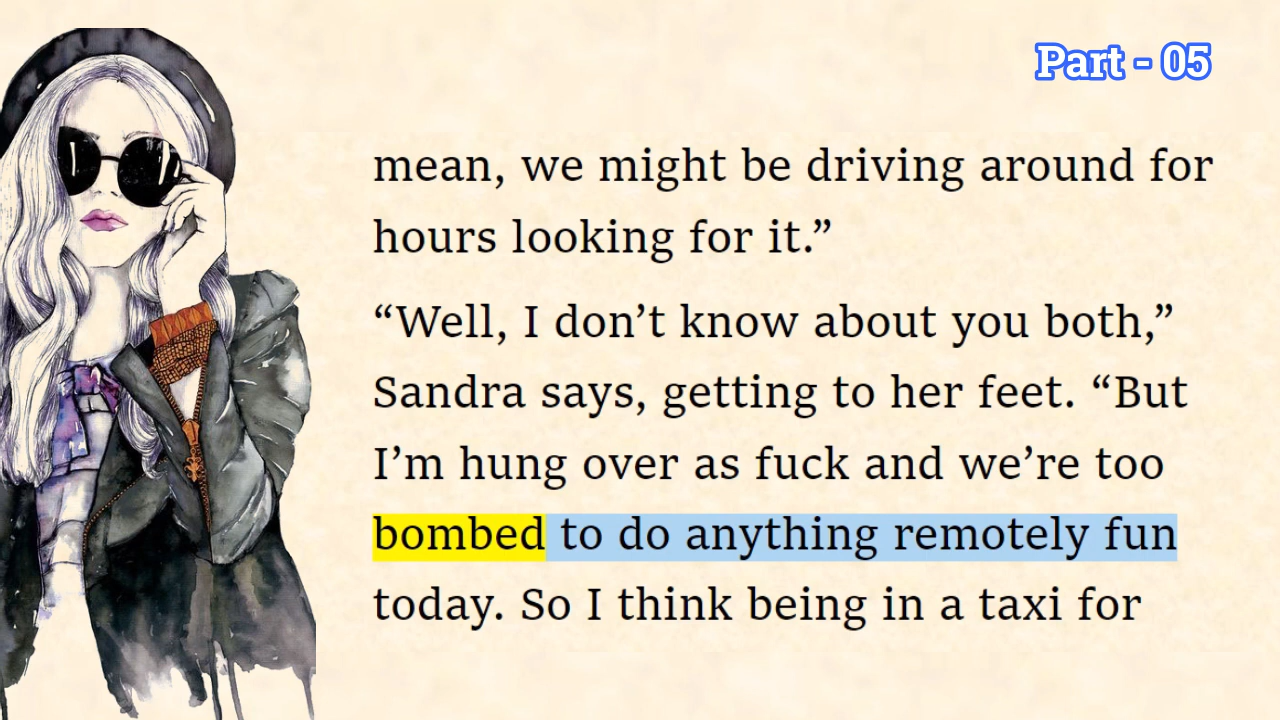 Part - 05
mean, we might be driving around for
hours looking for it.”
“Well, I don’t know about you both,”
Sandra says, getting to her feet. “But
I’m hung over as fuck and we’re too
bombed to do anything remotely fun
today. So I think being in a taxi for